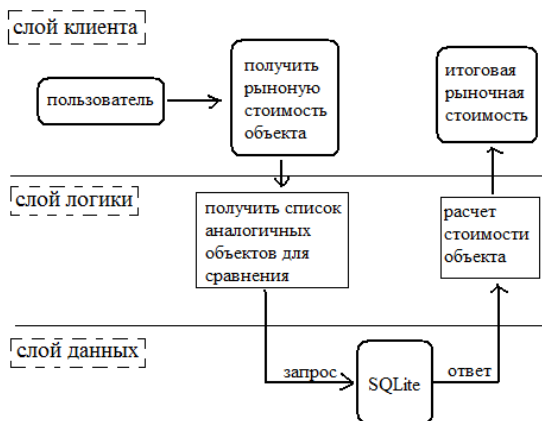 слой клиента
пользователь
получить
рыноную
стоимость
объекта
итоговая
рыночная
стоимость
слой логики
получить список
аналогичных
объектов для
сравнения
расчет
стоимости
объекта
слой данных
запрос
SQLite
ответ